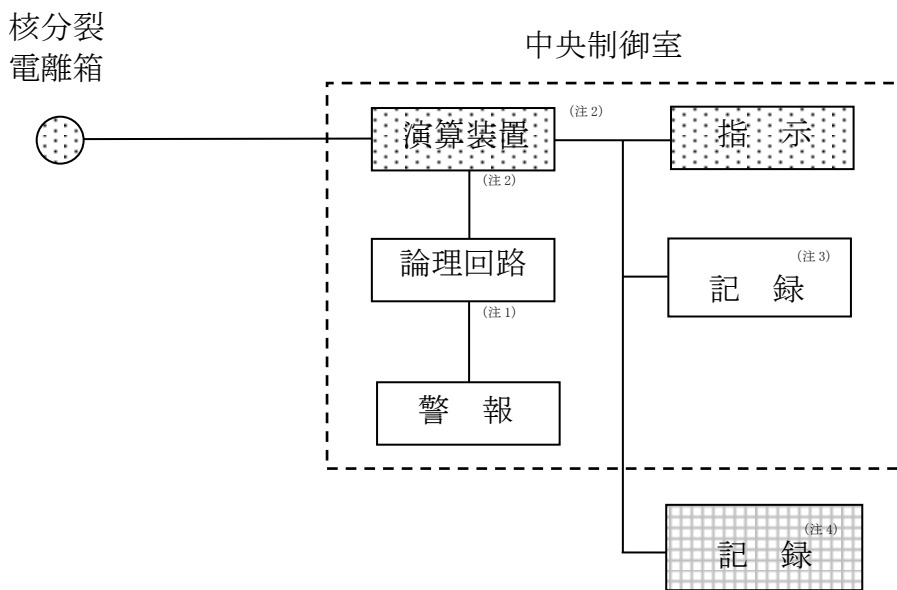 核分裂
電離箱
中央制御室
演算装置
(注2)
指　示
(注2)
論理回路
(注3)
記　録
(注1)
警　報
(注4)
記　録